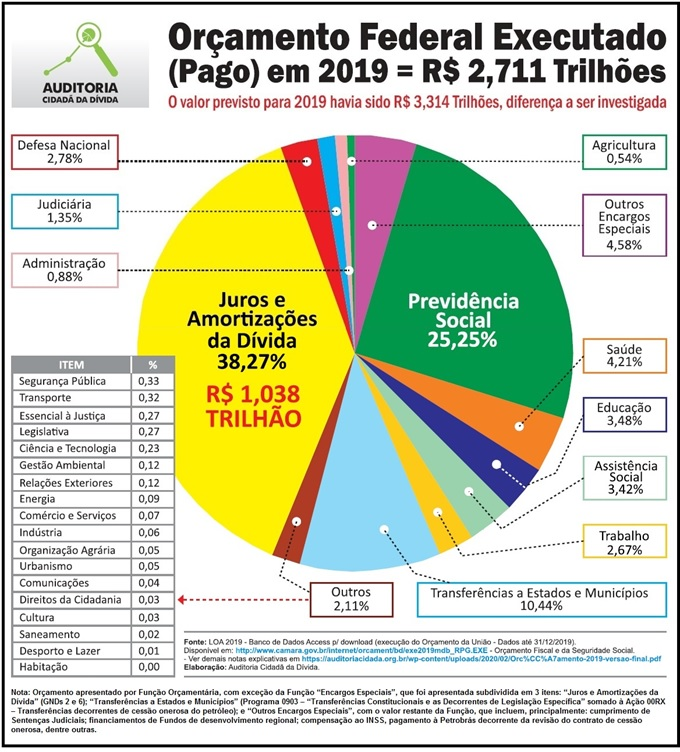 AUDITORIA
CIDADÃ DA DÍVIDA
Orçamento Federal Executado
(Pago) em 2019 = R$ 2,711 Trilhões
O valor previsto para 2019 havia sido R$ 3,314 Trilhões, diferença a ser investigada
Defesa Nacional
2,78%
Judiciária
1,35%
Administração
0,88%
Agricultura
0,54%
Outros
Encargos
Especiais
4,58%
Juros e
Amortizações
da Dívida
38,27%
R$ 1,038
TRILHÃO
Previdência
Social
25,25%
Saúde
4,21%
Educação
3,48%
Assistência
Social
3,42%
Trabalho
2,67%
Transferências a Estados e Municípios
10,44%
Outros
2,11%
ITEM %
Segurança Pública 0,33
Transporte 0,32
Essencial à Justiça 0,27
Legislativa 0,27
Ciência e Tecnologia 0,23
Gestão Ambiental 0,12
Relações Exteriores 0,12
Energia 0,09
Comércio e Serviços 0,07
Indústria 0,06
Organização Agrária 0,05
Urbanismo 0,05
Comunicações 0,04
Direitos da Cidadania 0,03
Cultura 0,03
Saneamento 0,02
Desporto e Lazer 0,01
Habitação 0,00
Fonte: LOA 2019 - Banco de Dados Access p/ download (execução do Orçamento da União - Dados até 31/12/2019).
Disponível em: http://www.camara.gov.br/internet/orcament/bd/exe2019mdb_RPG.EXE - Orçamento Fiscal e da Seguridade Social.
- Ver demais notas explicativas em https://auditoriacidada.org.br/wp-content/uploads/2020/02/Orc%CC%A7amento-2019-versao-final.pdf
Elaboração: Auditoria Cidadã da Dívida.
Nota: Orçamento apresentado por Função Orçamentária, com exceção da Função "Encargos Especiais", que foi apresentada subdividida em 3 itens: "Juros e Amortizações da
Dívida" (GNDs 2 e 6); "Transferências a Estados e Municípios" (Programa 0903 – "Transferências Constitucionais e as Decorrentes de Legislação Específica" somado à Ação 00RX
– Transferências decorrentes de cessão onerosa do petróleo); e "Outros Encargos Especiais", com o valor restante da Função, que incluem, principalmente: cumprimento de
Sentenças Judiciais; financiamentos de Fundos de desenvolvimento regional; compensação ao INSS, pagamento à Petrobrás decorrente da revisão do contrato de cessão
onerosa, dentre outras.